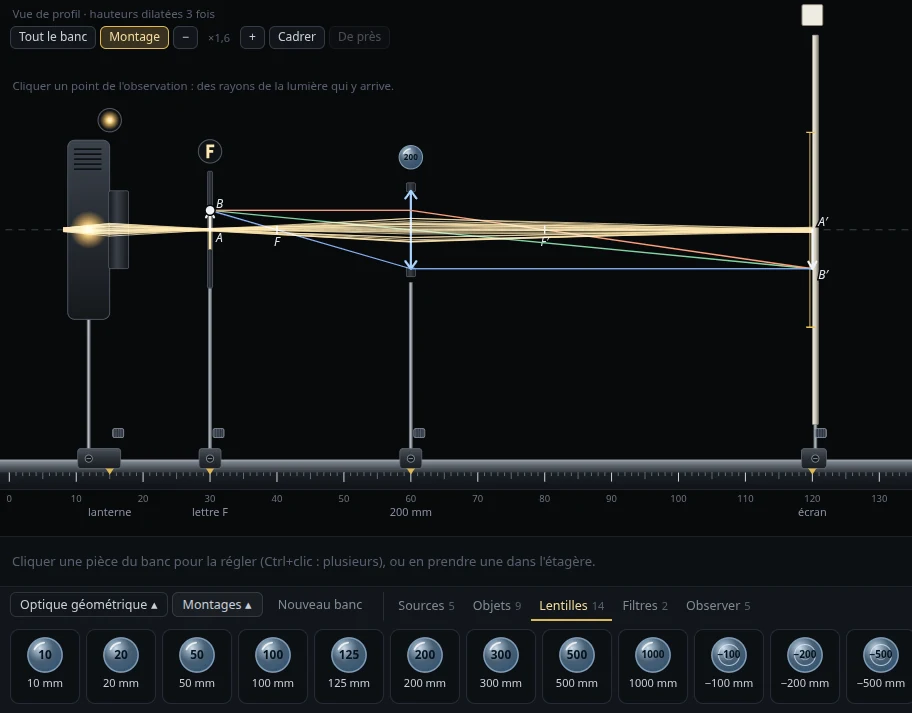 Vue de profil · hauteurs dilatées 3 fois
Tout le banc Montage − ×1,6 + Cadrer De près
Cliquer un point de l'observation : des rayons de la lumière qui y arrive.
F
200
B
A
F
F′
A′
B′
0 10 20 30 40 50 60 70 80 90 100 110 120 130
lanterne lettre F 200 mm écran
Cliquer une pièce du banc pour la régler (Ctrl+clic : plusieurs), ou en prendre une dans l'étagère.
Optique géométrique ▴ Montages ▴ Nouveau banc Sources 5 Objets 9 Lentilles 14 Filtres 2 Observer 5
10 20 50 100 125 200 300 500 1000 −100 −200 −500
10 mm 20 mm 50 mm 100 mm 125 mm 200 mm 300 mm 500 mm 1000 mm −100 mm −200 mm −500 mm